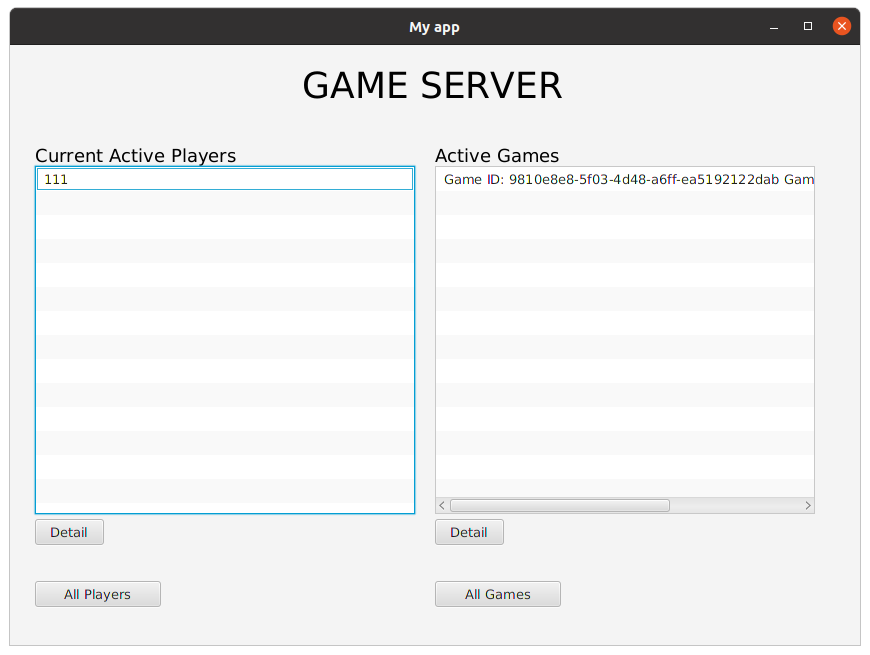 My app
GAME SERVER
Current Active Players
111
Detail
All Players
Active Games
Game ID: 9810e8e8-5f03-4d48-a6ff-ea5192122dab Gam
Detail
All Games